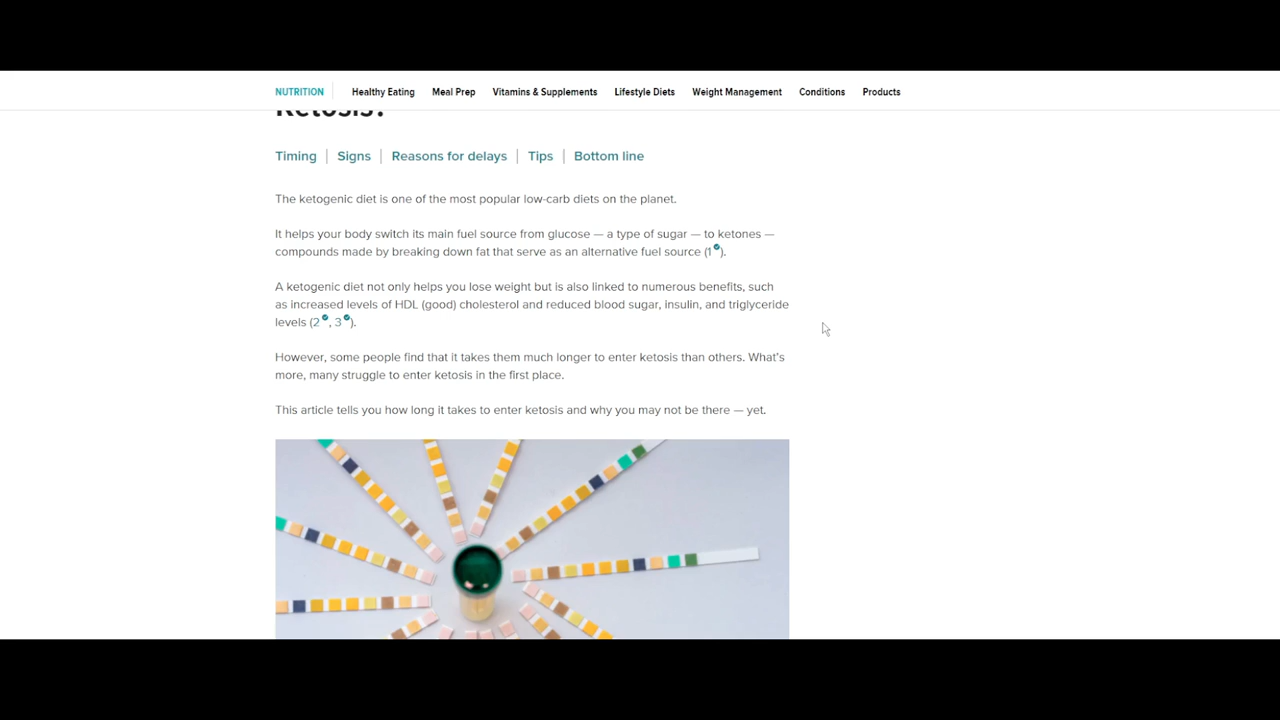 NUTRITION Healthy Eating Meal Prep Vitamins & Supplements Lifestyle Diets Weight Management Conditions Products
Ketosis?
Timing Signs Reasons for delays Tips Bottom line
The ketogenic diet is one of the most popular low-carb diets on the planet.
It helps your body switch its main fuel source from glucose — a type of sugar — to ketones —
compounds made by breaking down fat that serve as an alternative fuel source (1).
A ketogenic diet not only helps you lose weight but is also linked to numerous benefits, such
as increased levels of HDL (good) cholesterol and reduced blood sugar, insulin, and triglyceride
levels (2, 3).
However, some people find that it takes them much longer to enter ketosis than others. What's
more, many struggle to enter ketosis in the first place.
This article tells you how long it takes to enter ketosis and why you may not be there — yet.